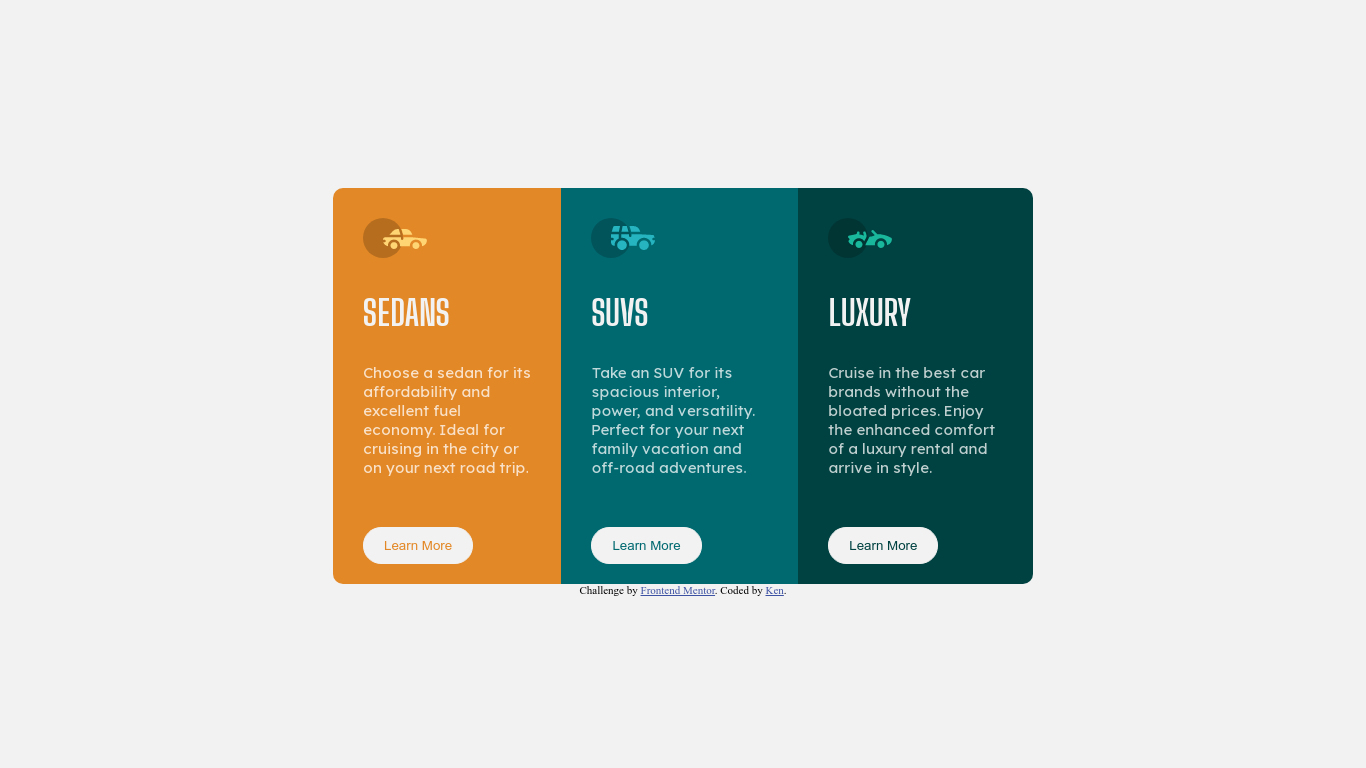 SEDANS
Choose a sedan for its
affordability and
excellent fuel
economy. Ideal for
cruising in the city or
on your next road trip.
Learn More
SUVS
Take an SUV for its
spacious interior,
power, and versatility.
Perfect for your next
family vacation and
off-road adventures.
Learn More
LUXURY
Cruise in the best car
brands without the
bloated prices. Enjoy
the enhanced comfort
of a luxury rental and
arrive in style.
Learn More
Challenge by Frontend Mentor. Coded by Ken.